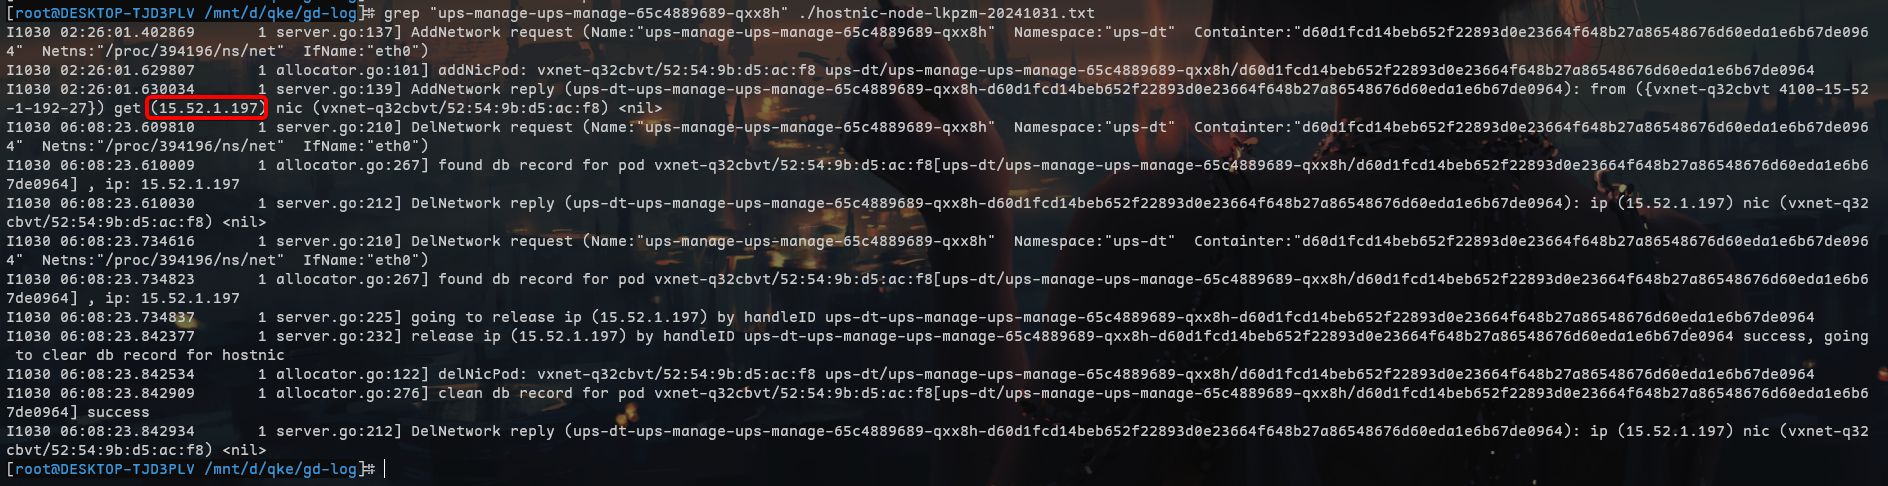 [root@DESKTOP-TJD3PLV /mnt/d/qke/gd-log]# grep "ups-manage-ups-manage-65c4889689-qxx8h" ./hostnic-node-lkpzm-20241031.txt
I1030 02:26:01.402869       1 server.go:137] AddNetwork request (Name:"ups-manage-ups-manage-65c4889689-qxx8h"  Namespace:"ups-dt"  Containter:"d60d1fcd14beb652f22893d0e23664f648b27a86548676d60eda1e6b67de096
4"  Netns:"/proc/394196/ns/net"  IfName:"eth0")
I1030 02:26:01.629807       1 allocator.go:101] addNicPod: vxnet-q32cbvt/52:54:9b:d5:ac:f8 ups-dt/ups-manage-ups-manage-65c4889689-qxx8h/d60d1fcd14beb652f22893d0e23664f648b27a86548676d60eda1e6b67de0964
I1030 02:26:01.630034       1 server.go:139] AddNetwork reply (ups-dt-ups-manage-ups-manage-65c4889689-qxx8h-d60d1fcd14beb652f22893d0e23664f648b27a86548676d60eda1e6b67de0964): from ({vxnet-q32cbvt 4100-15-52
-1-192-27}) get (15.52.1.197) nic (vxnet-q32cbvt/52:54:9b:d5:ac:f8) <nil>
I1030 06:08:23.609810       1 server.go:210] DelNetwork request (Name:"ups-manage-ups-manage-65c4889689-qxx8h"  Namespace:"ups-dt"  Containter:"d60d1fcd14beb652f22893d0e23664f648b27a86548676d60eda1e6b67de096
4"  Netns:"/proc/394196/ns/net"  IfName:"eth0")
I1030 06:08:23.610009       1 allocator.go:267] found db record for pod vxnet-q32cbvt/52:54:9b:d5:ac:f8[ups-dt/ups-manage-ups-manage-65c4889689-qxx8h/d60d1fcd14beb652f22893d0e23664f648b27a86548676d60eda1e6b6
7de0964] , ip: 15.52.1.197
I1030 06:08:23.610030       1 server.go:212] DelNetwork reply (ups-dt-ups-manage-ups-manage-65c4889689-qxx8h-d60d1fcd14beb652f22893d0e23664f648b27a86548676d60eda1e6b67de0964): ip (15.52.1.197) nic (vxnet-q32
cbvt/52:54:9b:d5:ac:f8) <nil>
I1030 06:08:23.734616       1 server.go:210] DelNetwork request (Name:"ups-manage-ups-manage-65c4889689-qxx8h"  Namespace:"ups-dt"  Containter:"d60d1fcd14beb652f22893d0e23664f648b27a86548676d60eda1e6b67de096
4"  Netns:"/proc/394196/ns/net"  IfName:"eth0")
I1030 06:08:23.734823       1 allocator.go:267] found db record for pod vxnet-q32cbvt/52:54:9b:d5:ac:f8[ups-dt/ups-manage-ups-manage-65c4889689-qxx8h/d60d1fcd14beb652f22893d0e23664f648b27a86548676d60eda1e6b6
7de0964] , ip: 15.52.1.197
I1030 06:08:23.734837       1 server.go:225] going to release ip (15.52.1.197) by handleID ups-dt-ups-manage-ups-manage-65c4889689-qxx8h-d60d1fcd14beb652f22893d0e23664f648b27a86548676d60eda1e6b67de0964
I1030 06:08:23.842377       1 server.go:232] release ip (15.52.1.197) by handleID ups-dt-ups-manage-ups-manage-65c4889689-qxx8h-d60d1fcd14beb652f22893d0e23664f648b27a86548676d60eda1e6b67de0964 success, going
 to clear db record for hostnic
I1030 06:08:23.842534       1 allocator.go:122] delNicPod: vxnet-q32cbvt/52:54:9b:d5:ac:f8 ups-dt/ups-manage-ups-manage-65c4889689-qxx8h/d60d1fcd14beb652f22893d0e23664f648b27a86548676d60eda1e6b67de0964
I1030 06:08:23.842909       1 allocator.go:276] clean db record for pod vxnet-q32cbvt/52:54:9b:d5:ac:f8[ups-dt/ups-manage-ups-manage-65c4889689-qxx8h/d60d1fcd14beb652f22893d0e23664f648b27a86548676d60eda1e6b6
7de0964] success
I1030 06:08:23.842934       1 server.go:212] DelNetwork reply (ups-dt-ups-manage-ups-manage-65c4889689-qxx8h-d60d1fcd14beb652f22893d0e23664f648b27a86548676d60eda1e6b67de0964): ip (15.52.1.197) nic (vxnet-q32
cbvt/52:54:9b:d5:ac:f8) <nil>
[root@DESKTOP-TJD3PLV /mnt/d/qke/gd-log]#